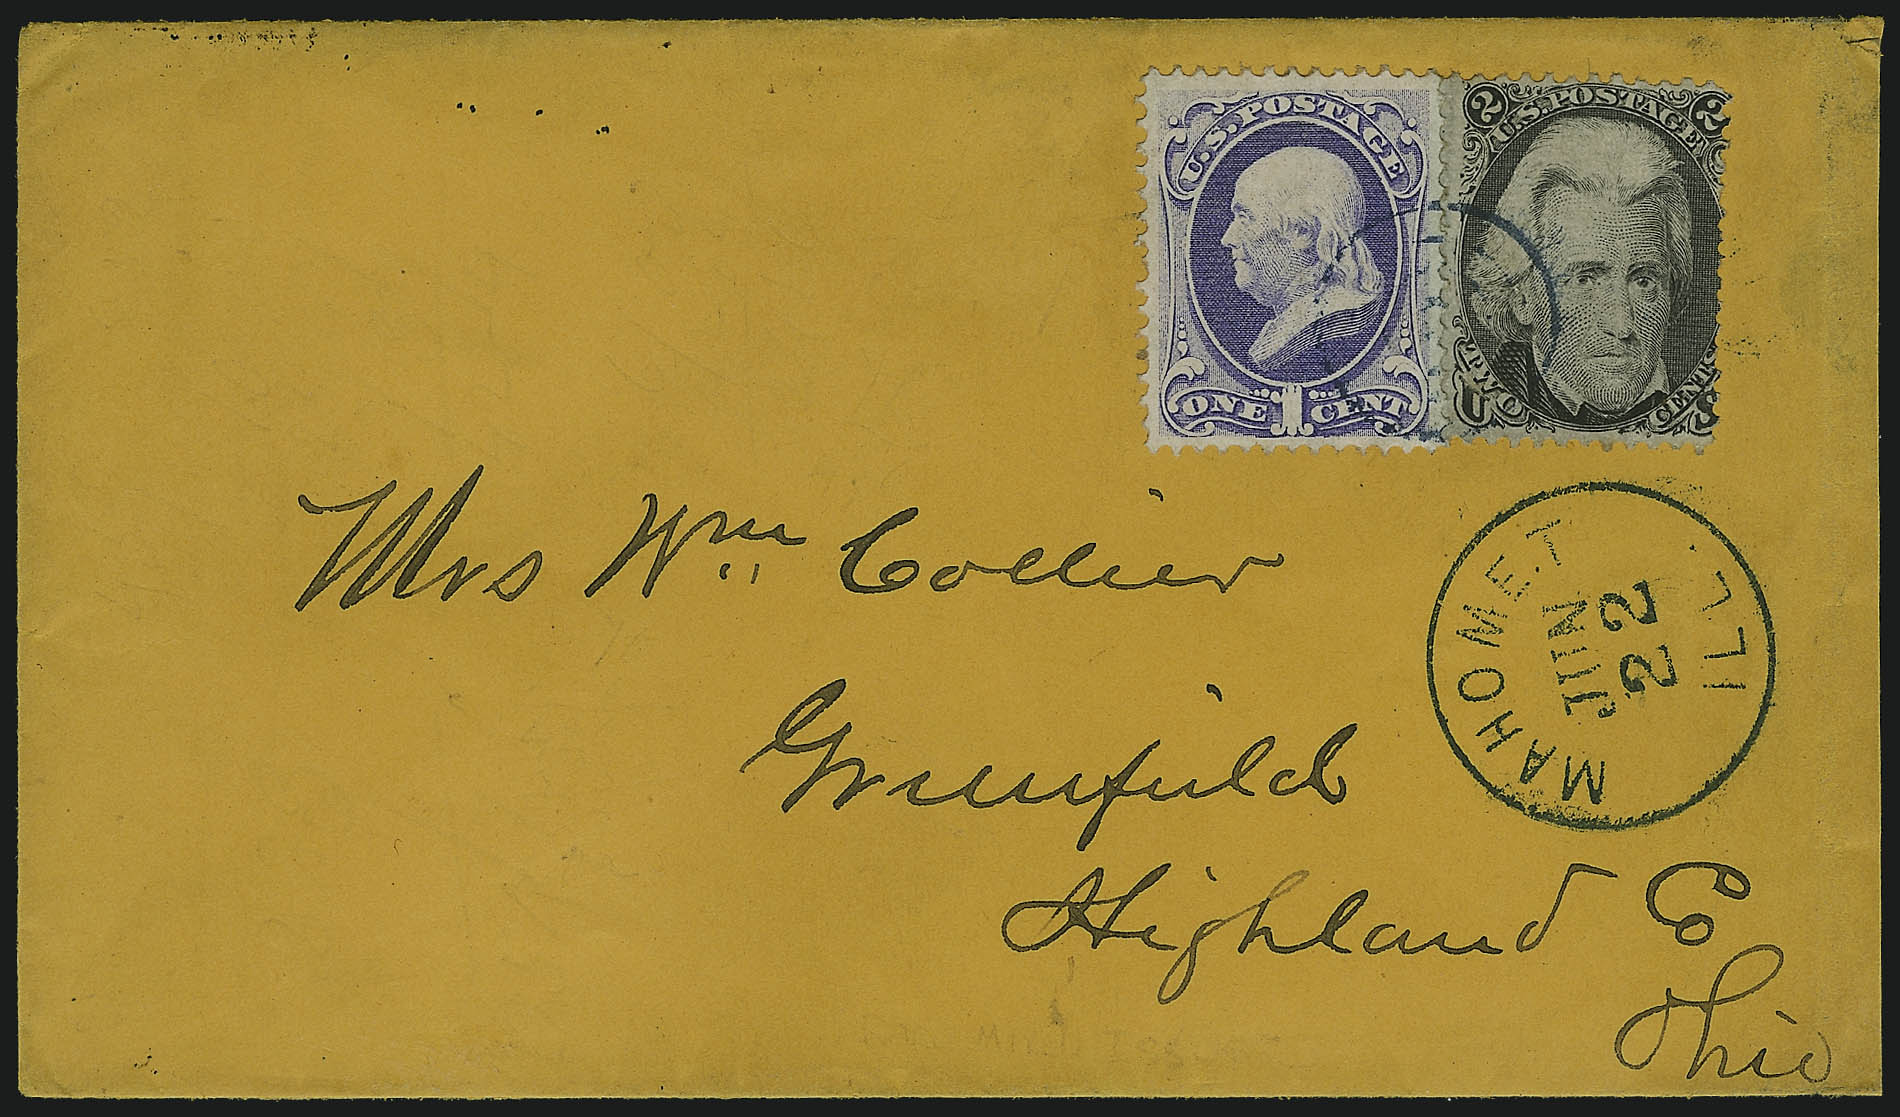 U.S. POSTAGE
ONE 1 CENT
2 U.S. POSTAGE 2
TWO CENTS
Mrs Wm Collier
Greenfield
Highland Co
Ohio
MAHOMET ILL.
JUN
22